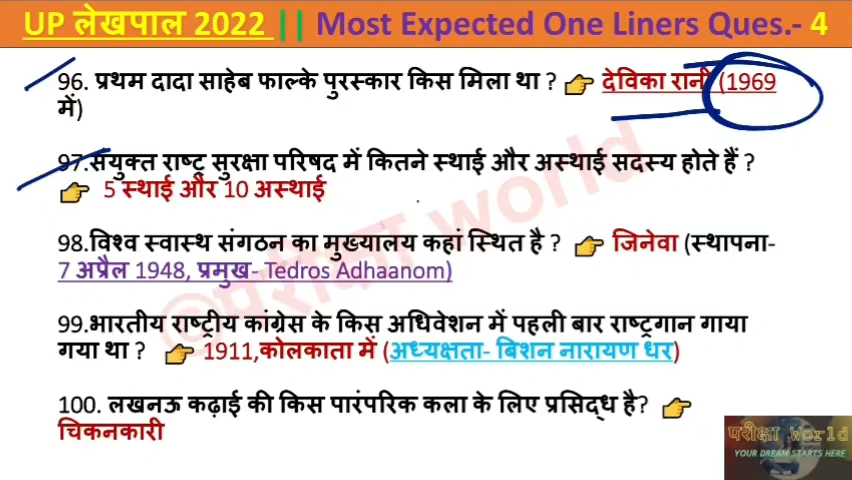 UP लेखपाल 2022 || Most Expected One Liners Ques.- 4
96. प्रथम दादा साहेब फाल्के पुरस्कार किस मिला था ? 👉 देविका रानी (1969
में)
97.संयुक्त राष्ट्र सुरक्षा परिषद में कितने स्थाई और अस्थाई सदस्य होते हैं ?
👉 5 स्थाई और 10 अस्थाई
98.विश्व स्वास्थ संगठन का मुख्यालय कहां स्थित है ? 👉 जिनेवा (स्थापना-
7 अप्रैल 1948, प्रमुख- Tedros Adhaanom)
99.भारतीय राष्ट्रीय कांग्रेस के किस अधिवेशन में पहली बार राष्ट्रगान गाया
गया था ? 👉 1911,कोलकाता में (अध्यक्षता- बिशन नारायण धर)
100. लखनऊ कढ़ाई की किस पारंपरिक कला के लिए प्रसिद्ध है? 👉
चिकनकारी
@परीक्षा world
परीक्षा World
YOUR DREAM STARTS HERE